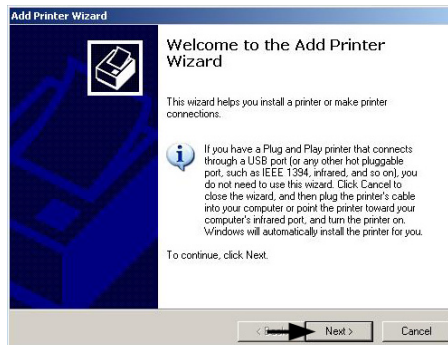 Add Printer Wizard
Welcome to the Add Printer
Wizard
This wizard helps you install a printer or make printer
connections.
If you have a Plug and Play printer that connects
through a USB port (or any other hot pluggable
port, such as IEEE 1394, infrared, and so on), you
do not need to use this wizard. Click Cancel to
close the wizard, and then plug the printer's cable
into your computer or point the printer toward your
computer's infrared port, and turn the printer on.
Windows will automatically install the printer for you.
To continue, click Next.
Next >
Cancel